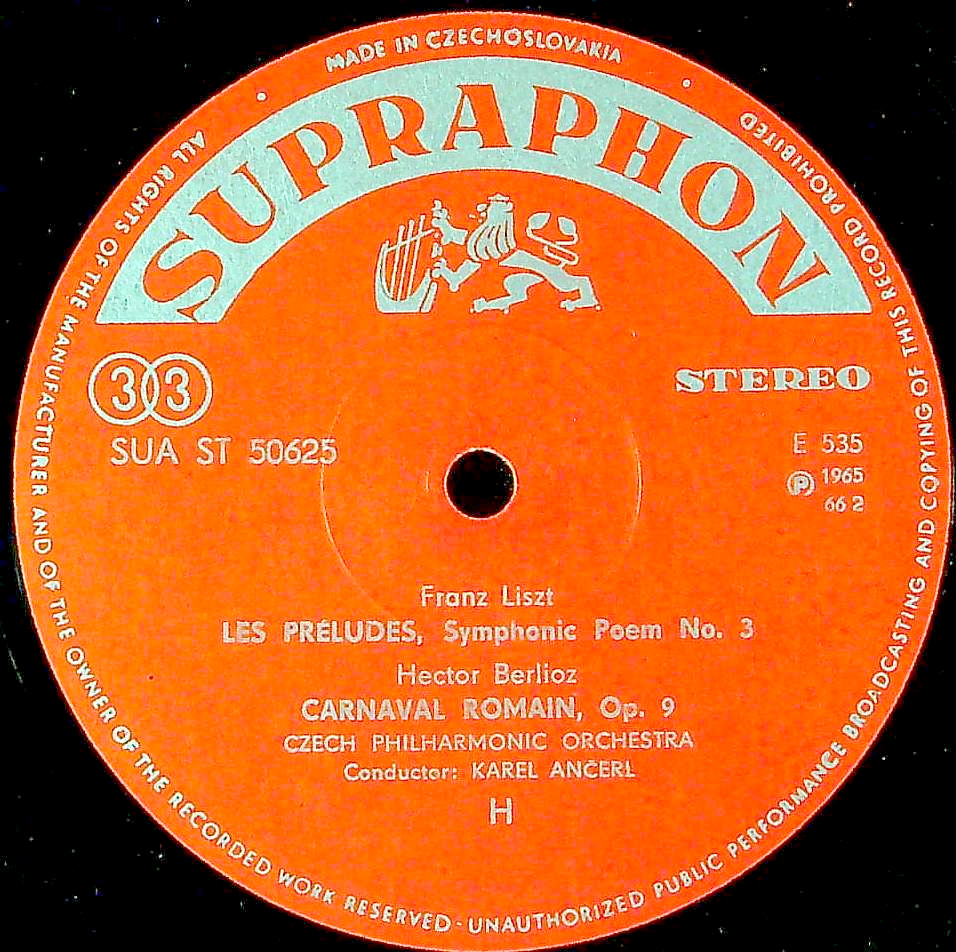 MADE IN CZECHOSLOVAKIA
ALL RIGHTS OF THE MANUFACTURER AND OF THE OWNER OF THE RECORDED WORK RESERVED - UNAUTHORIZED PUBLIC PERFORMANCE BROADCASTING AND COPYING OF THIS RECORD PROHIBITED
SUPRAPHON
33
STEREO
SUA ST 50625
E 535
℗ 1965
66 2
Franz Liszt
LES PRÉLUDES, Symphonic Poem No. 3
Hector Berlioz
CARNAVAL ROMAIN, Op. 9
CZECH PHILHARMONIC ORCHESTRA
Conductor: KAREL ANČERL
H